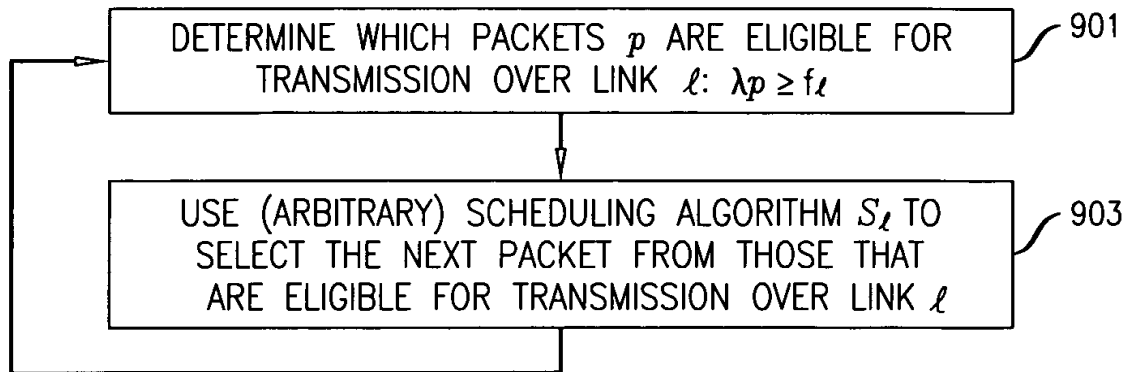 DETERMINE WHICH PACKETS p ARE ELIGIBLE FOR
TRANSMISSION OVER LINK ℓ: λp ≥ fℓ
901
USE (ARBITRARY) SCHEDULING ALGORITHM Sℓ TO
SELECT THE NEXT PACKET FROM THOSE THAT
ARE ELIGIBLE FOR TRANSMISSION OVER LINK ℓ
903